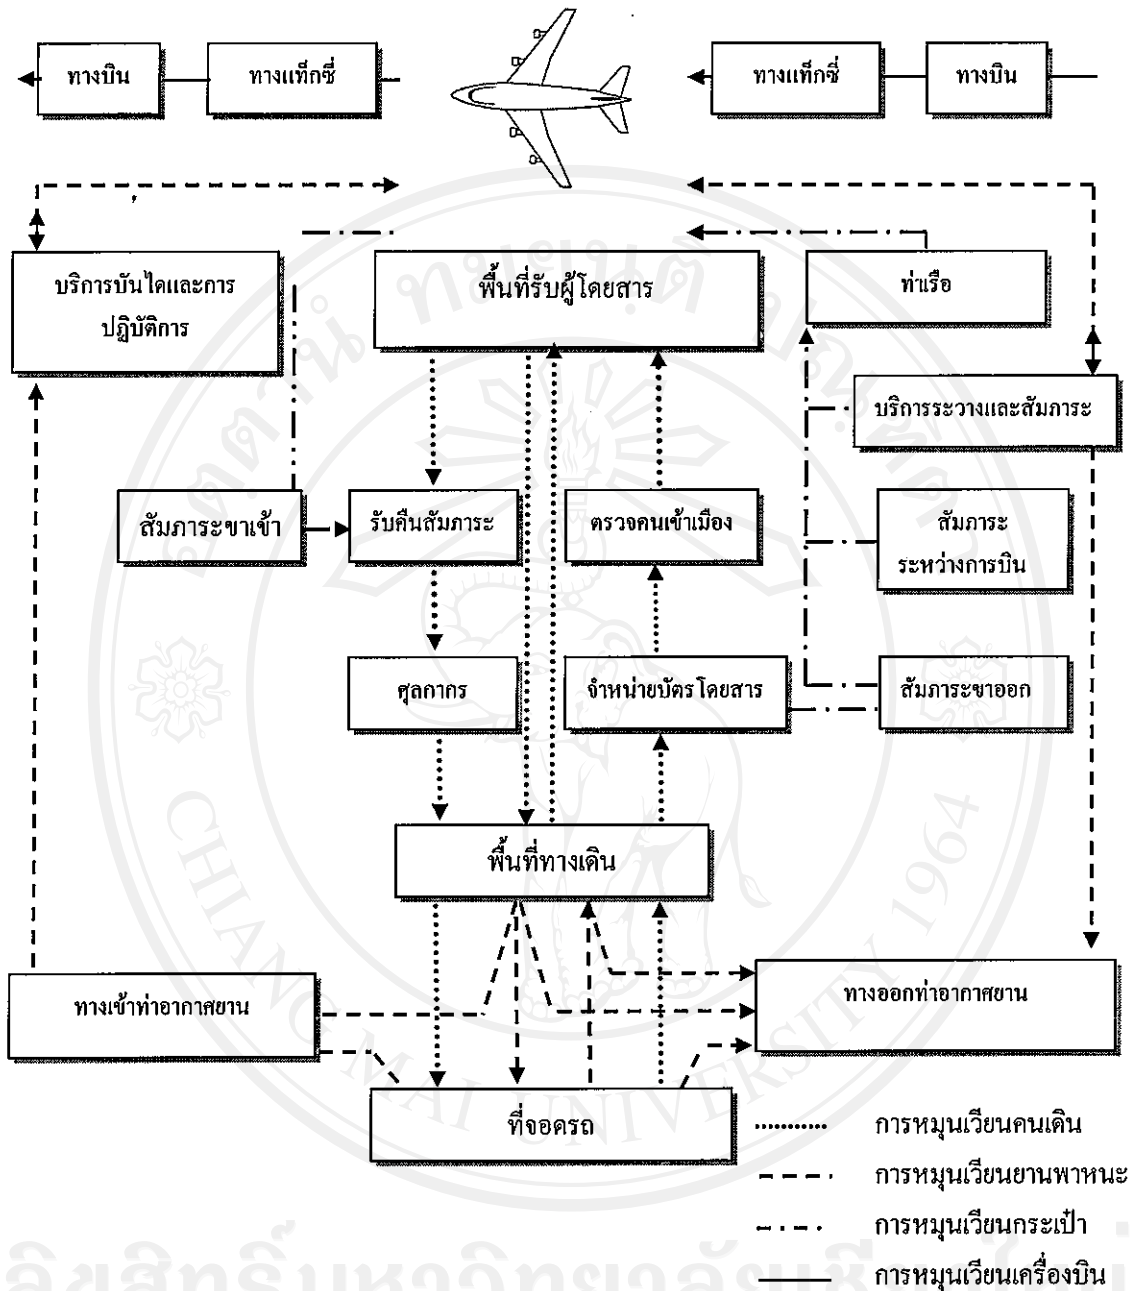 ทางบิน
ทางแท็กซี่
ทางแท็กซี่
ทางบิน
บริการบันไดและการ
ปฏิบัติการ
พื้นที่รับผู้โดยสาร
ท่าเรือ
บริการระวางและสัมภาระ
สัมภาระขาเข้า
รับคืนสัมภาระ
ตรวจคนเข้าเมือง
สัมภาระ
ระหว่างการบิน
ศุลกากร
จำหน่ายบัตรโดยสาร
สัมภาระขาออก
พื้นที่ทางเดิน
ทางเข้าท่าอากาศยาน
ทางออกท่าอากาศยาน
ที่จอดรถ
การหมุนเวียนคนเดิน
การหมุนเวียนยานพาหนะ
การหมุนเวียนกระเป๋า
การหมุนเวียนเครื่องบิน
CHIANG MAI UNIVERSITY 1964